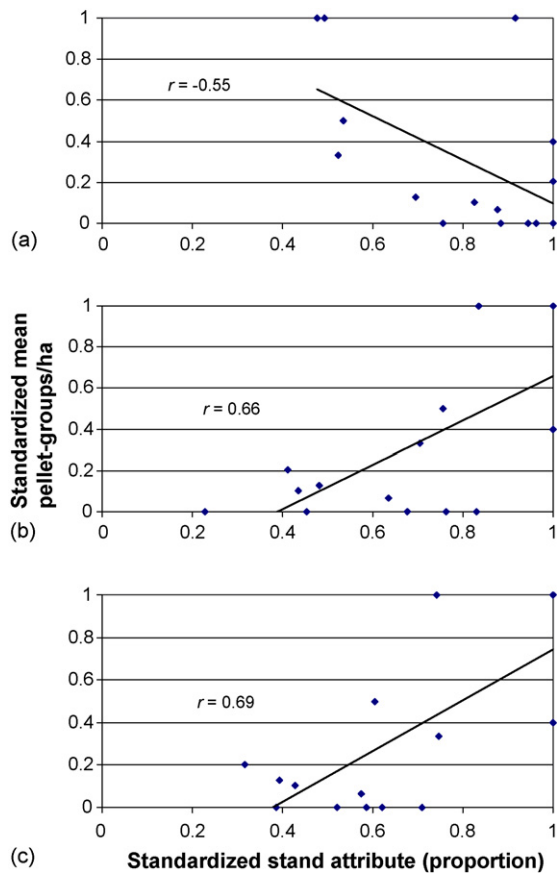 1
0.8
r = -0.55
0.6
0.4
0.2
0
(a)
0 0.2 0.4 0.6 0.8 1
1
0.8
0.6
r = 0.66
0.4
0.2
0
(b)
0 0.2 0.4 0.6 0.8 1
Standardized mean
pellet-groups/ha
1
0.8
0.6
r = 0.69
0.4
0.2
0
0 0.2 0.4 0.6 0.8 1
(c)
Standardized stand attribute (proportion)